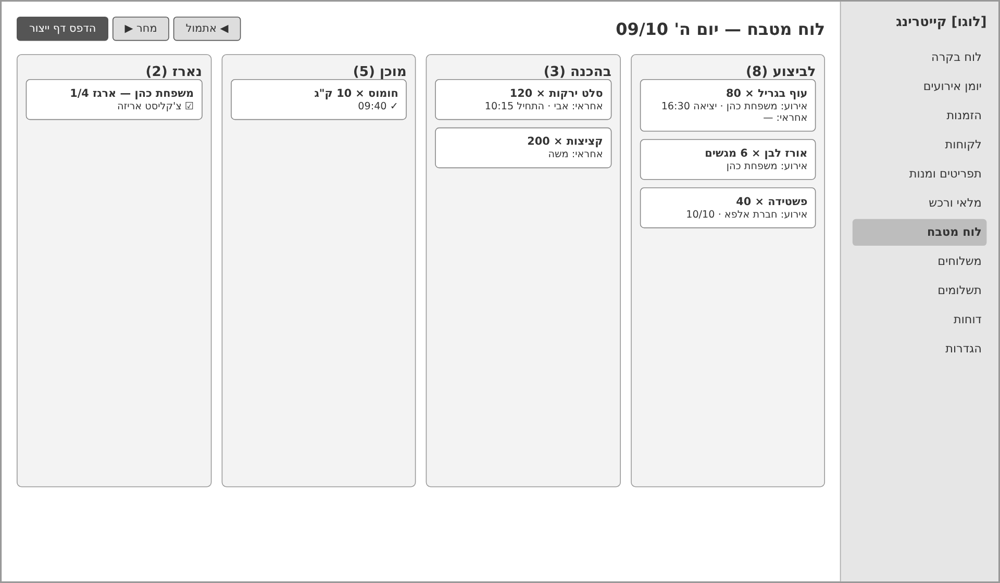 [לוגו] קייטרינג
לוח בקרה
יומן אירועים
הזמנות
לקוחות
תפריטים ומנות
מלאי ורכש
לוח מטבח
משלוחים
תשלומים
דוחות
הגדרות
לוח מטבח — יום ה' 09/10
◀ אתמול
מחר ▶
הדפס דף ייצור
לביצוע (8)
עוף בגריל × 80
אירוע: משפחת כהן · יציאה 16:30
אחראי: —
אורז לבן × 6 מגשים
אירוע: משפחת כהן
פשטידה × 40
אירוע: חברת אלפא · 10/10
בהכנה (3)
סלט ירקות × 120
אחראי: אבי · התחיל 10:15
קציצות × 200
אחראי: משה
מוכן (5)
חומוס × 10 ק"ג
✓ 09:40
נארז (2)
משפחת כהן — ארגז 1/4
☑ צ'קליסט אריזה